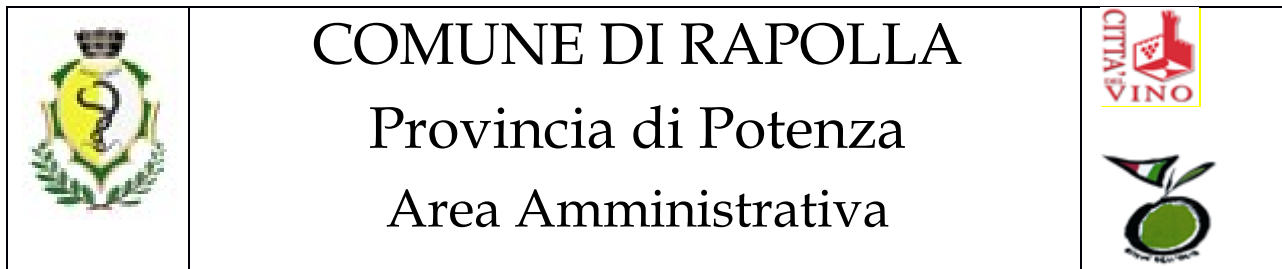 COMUNE DI RAPOLLA
Provincia di Potenza
Area Amministrativa
CITTA'
DEL
VINO